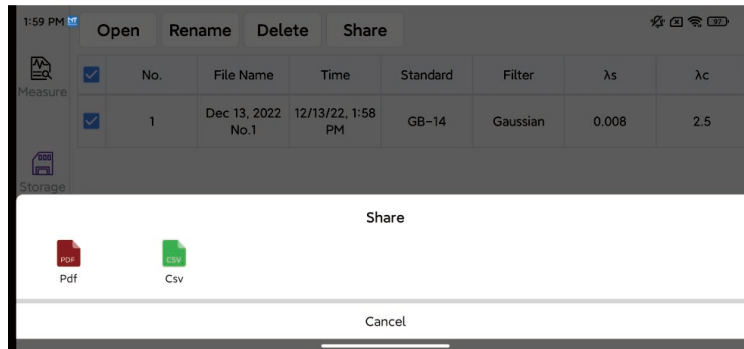 1:59 PM
Open Rename Delete Share
97
Measure
No. File Name Time Standard Filter λs λc
1 Dec 13, 2022 No.1 12/13/22, 1:58 PM GB-14 Gaussian 0.008 2.5
Storage
Share
PDF CSV
Pdf Csv
Cancel